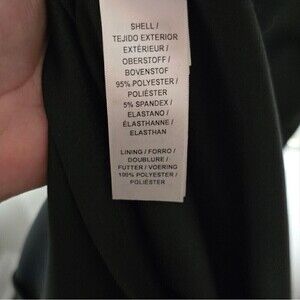 SHELL /
TEJIDO EXTERIOR
EXTÉRIEUR /
OBERSTOFF /
BOVENSTOF
95% POLYESTER /
POLIÉSTER
5% SPANDEX /
ELASTANO /
ÉLASTHANNE /
ELASTHAN
LINING / FORRO /
DOUBLURE /
FUTTER / VOERING
100% POLYESTER /
POLIÉSTER